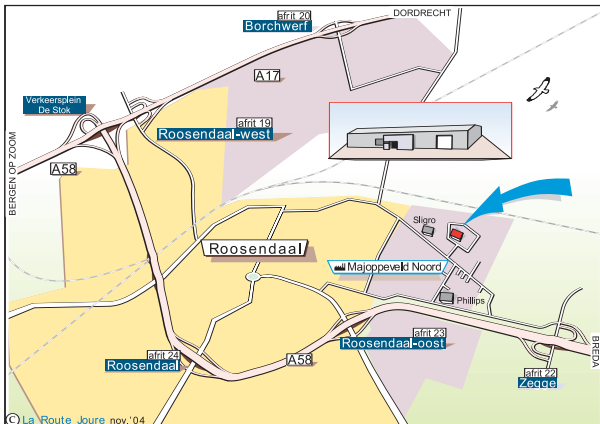 afrit 20
Borchwerf
DORDRECHT
A17
Verkeersplein
De Stok
afrit 19
Roosendaal-west
BERGEN OP ZOOM
A58
Sligro
Roosendaal
Majoppeveld Noord
Phillips
afrit 23
Roosendaal-oost
afrit 24
Roosendaal
A58
afrit 22
Zegge
BREDA
© La Route Joure nov.'04